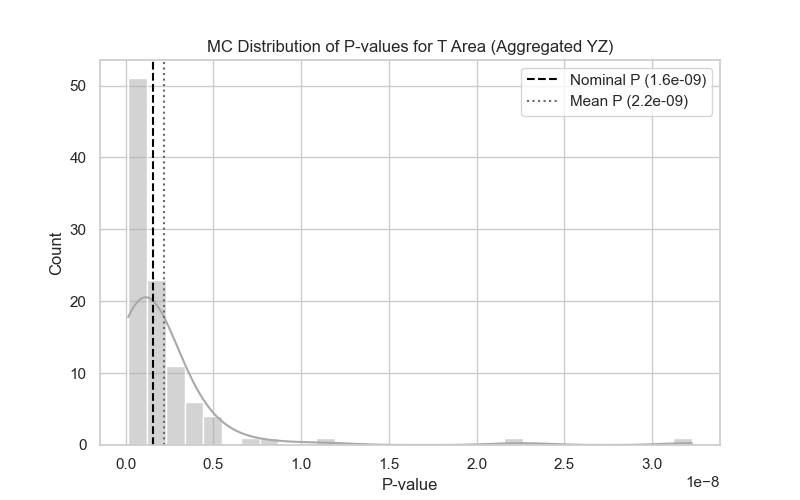 MC Distribution of P-values for T Area (Aggregated YZ)
Nominal P (1.6e-09)
Mean P (2.2e-09)
Count
50
40
30
20
10
0
0.0 0.5 1.0 1.5 2.0 2.5 3.0
1e−8
P-value